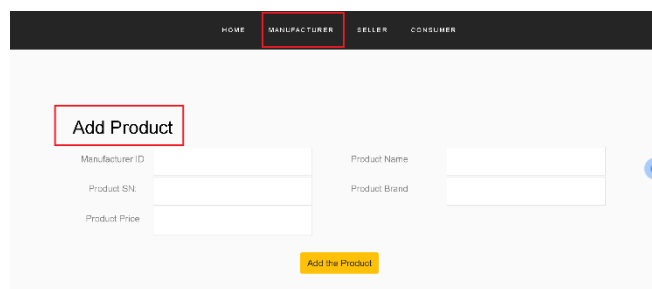 HOME MANUFACTURER SELLER CONSUMER
Add Product
Manufacturer ID Product Name
Product SN: Product Brand
Product Price
Add the Product